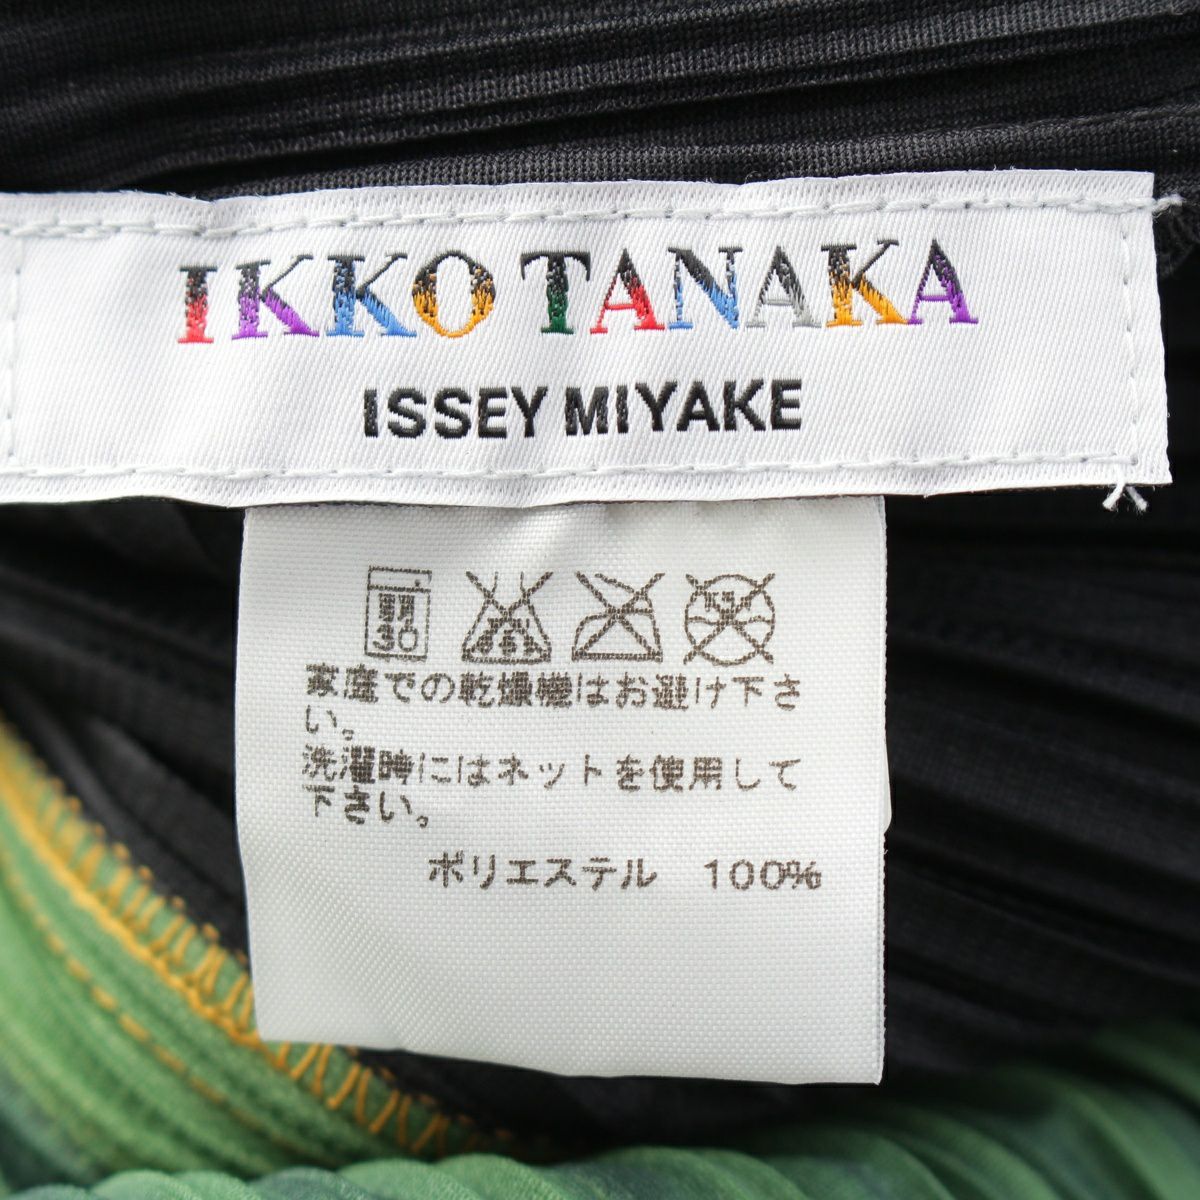 IKKO TANAKA
ISSEY MIYAKE
30
家庭での乾燥機はお避け下さ
い。
洗濯時にはネットを使用して
下さい。
ポリエステル 100%